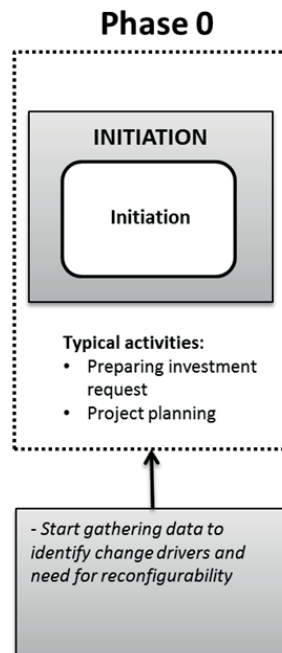 Phase 0
INITIATION
Initiation
Typical activities:
• Preparing investment
request
• Project planning
- Start gathering data to
identify change drivers and
need for reconfigurability